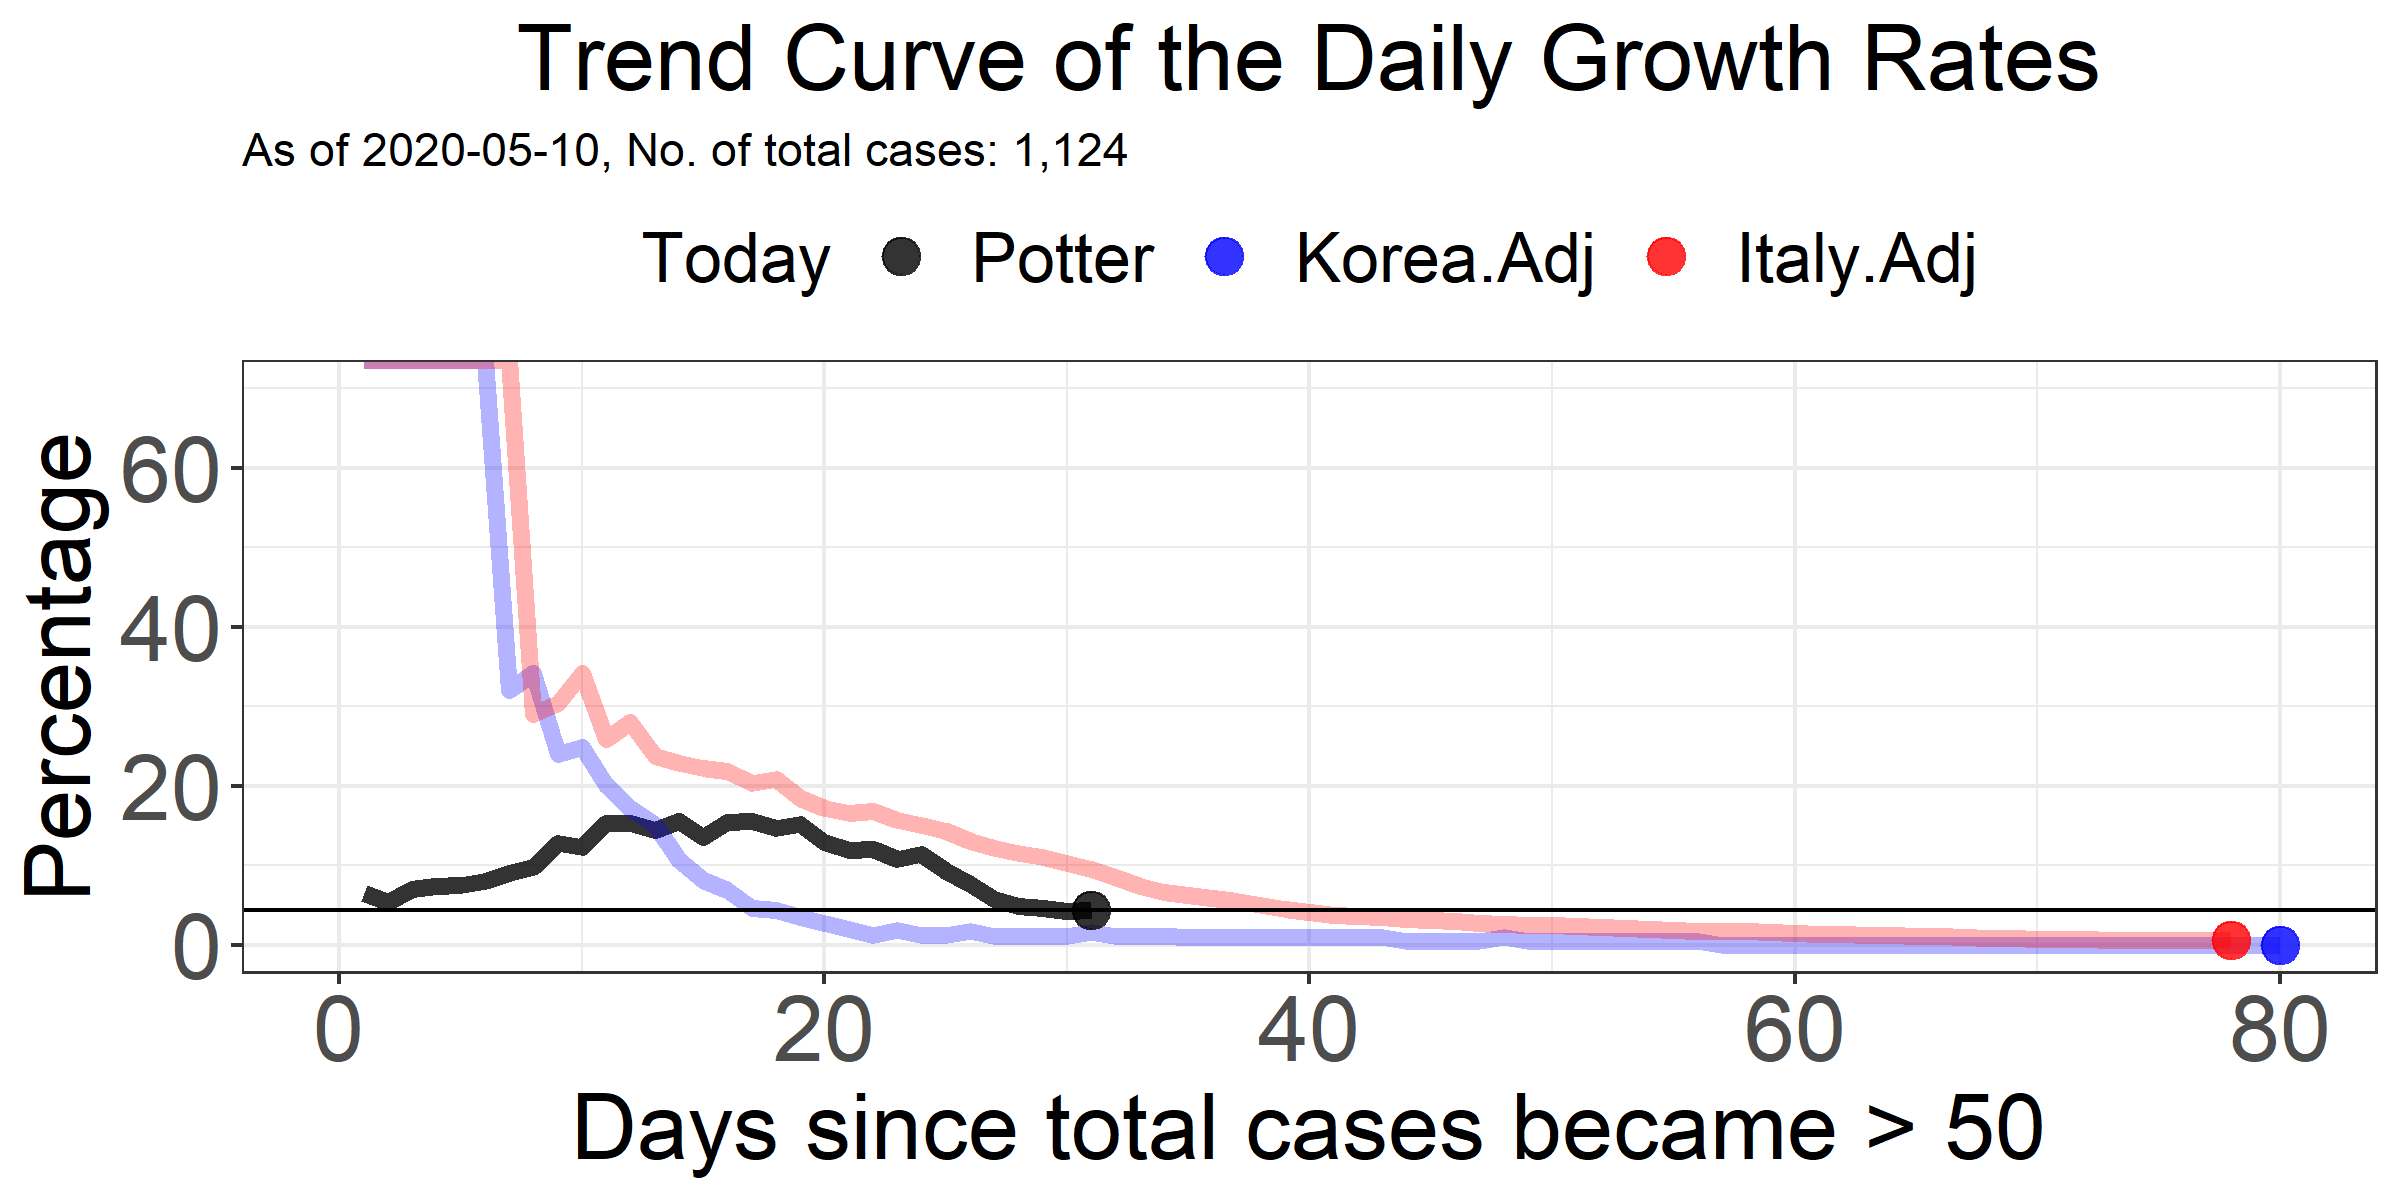 Trend Curve of the Daily Growth Rates
As of 2020-05-10, No. of total cases: 1,124
Today Potter Korea.Adj Italy.Adj
Percentage
60
40
20
0
0 20 40 60 80
Days since total cases became > 50